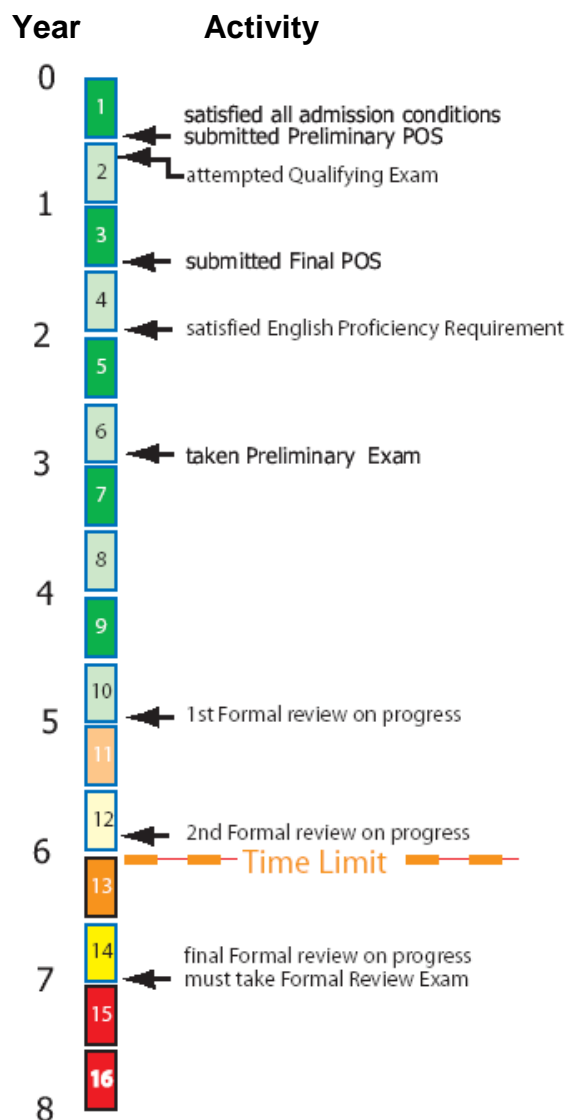 Year Activity
0
1
satisfied all admission conditions
submitted Preliminary POS
2
attempted Qualifying Exam
1
3
submitted Final POS
4
2
satisfied English Proficiency Requirement
5
6
3
taken Preliminary Exam
7
8
4
9
10
5
1st Formal review on progress
11
12
2nd Formal review on progress
6
Time Limit
13
14
final Formal review on progress
7
must take Formal Review Exam
15
16
8